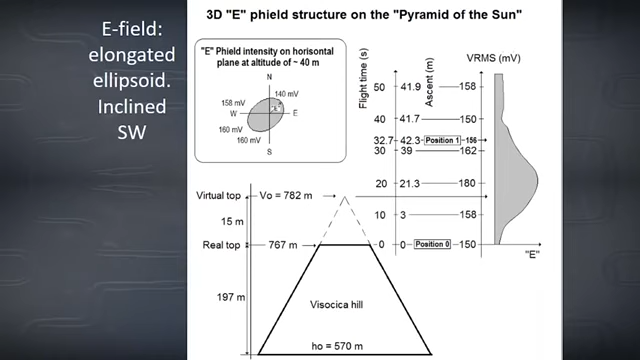 E-field:
elongated
ellipsoid.
Inclined
SW
3D "E" phield structure on the "Pyramid of the Sun"
"E" Phield intensity on horisontal
plane at altitude of ~ 40 m
N
140 mV
158 mV
"E"
W
E
160 mV
160 mV
S
Flight time (s)
Ascent (m)
VRMS (mV)
50 41.9 158
40 41.7 150
32.7 42.3 Position 1 156
30 39 162
20 21.3 180
10 3 158
0 0 Position 0 150
"E"
Virtual top Vo = 782 m
15 m
Real top 767 m
197 m
Visocica hill
ho = 570 m